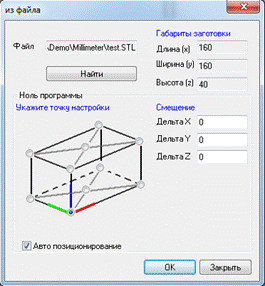 из файла
Габариты заготовки
Файл .Demo\Millimeter\test.STL
Длина (x) 160
Ширина (y) 160
Высота (z) 40
Найти
Ноль программы
Укажите точку настройки
Смещение
Дельта X 0
Дельта Y 0
Дельта Z 0
Авто позиционирование
OK Закрыть